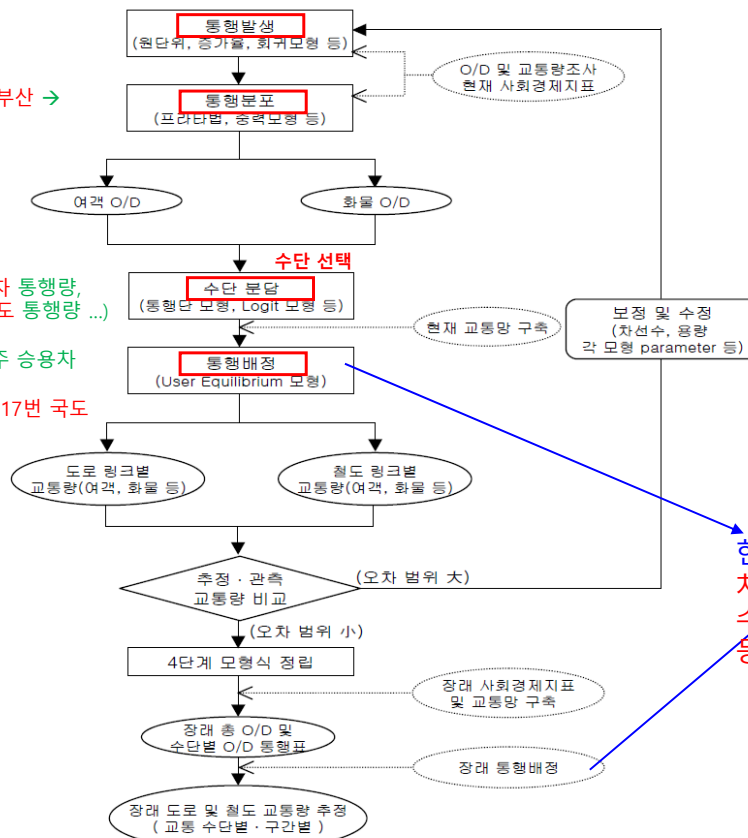 통행발생
(원단위, 증가율, 회귀모형 등)
O/D 및 교통량조사
현재 사회경제지표
부산 →
통행분포
(프라타법, 중력모형 등)
여객 O/D
화물 O/D
수단 선택
차 통행량,
도 통행량 ...)
수단 분담
(통행단 모형, Logit 모형 등)
현재 교통망 구축
보정 및 수정
(차선수, 용량
각 모형 parameter 등)
주 승용차
통행배정
(User Equilibrium 모형)
17번 국도
도로 링크별
교통량(여객, 화물 등)
철도 링크별
교통량(여객, 화물 등)
추정 · 관측
교통량 비교
(오차 범위 大)
(오차 범위 小)
4단계 모형식 정립
장래 사회경제지표
및 교통망 구축
장래 총 O/D 및
수단별 O/D 통행표
장래 통행배정
장래 도로 및 철도 교통량 추정
( 교통 수단별 · 구간별 )